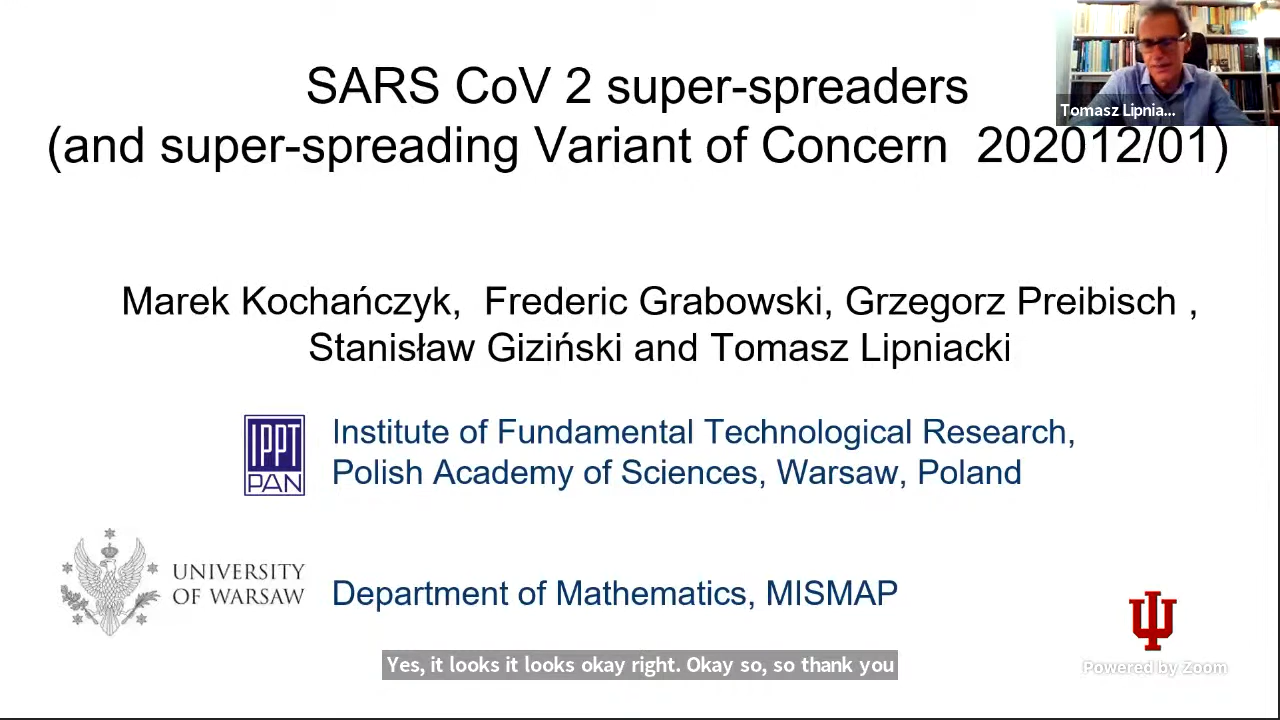 SARS CoV 2 super-spreaders
(and super-spreading Variant of Concern 202012/01)
Tomasz Lipnia...
Marek Kochańczyk, Frederic Grabowski, Grzegorz Preibisch ,
Stanisław Giziński and Tomasz Lipniacki
IPPT
PAN
Institute of Fundamental Technological Research,
Polish Academy of Sciences, Warsaw, Poland
UNIVERSITY
OF WARSAW
Department of Mathematics, MISMAP
Yes, it looks it looks okay right. Okay so, so thank you
Powered by Zoom